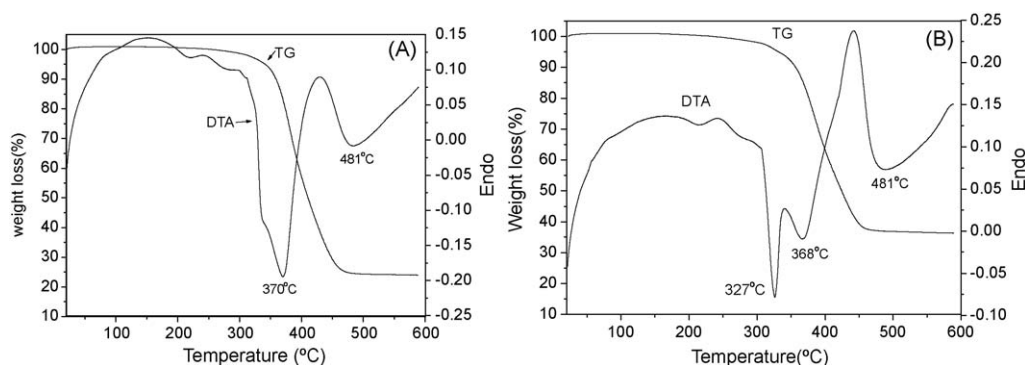 (A)
TG
DTA
370°C
481°C
weight loss(%)
100
90
80
70
60
50
40
30
20
10
0.15
0.10
0.05
0.00
-0.05
-0.10
-0.15
-0.20
-0.25
Endo
100 200 300 400 500 600
Temperature (ºC)
(B)
TG
DTA
327°C
368°C
481°C
Weight loss(%)
100
90
80
70
60
50
40
30
20
10
0.25
0.20
0.15
0.10
0.05
0.00
-0.05
-0.10
Endo
100 200 300 400 500 600
Temperature(ºC)